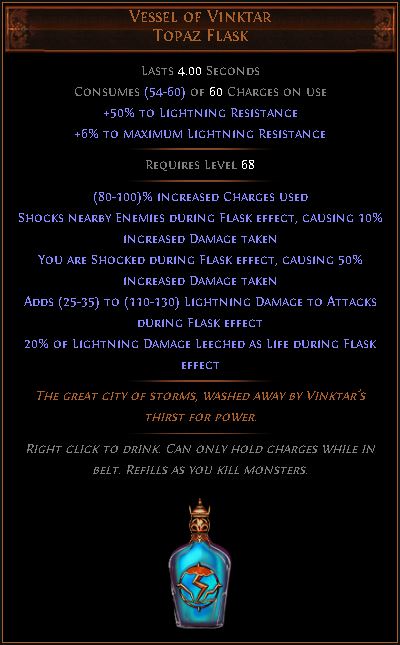 Vessel of Vinktar
Topaz Flask
Lasts 4.00 Seconds
Consumes (54-60) of 60 Charges on use
+50% to Lightning Resistance
+6% to maximum Lightning Resistance
Requires Level 68
(80-100)% increased Charges used
Shocks nearby Enemies during Flask effect, causing 10%
increased Damage taken
You are Shocked during Flask effect, causing 50%
increased Damage taken
Adds (25-35) to (110-130) Lightning Damage to Attacks
during Flask effect
20% of Lightning Damage Leeched as Life during Flask
effect
The great city of storms, washed away by Vinktar's
thirst for power.
Right click to drink. Can only hold charges while in
belt. Refills as you kill monsters.